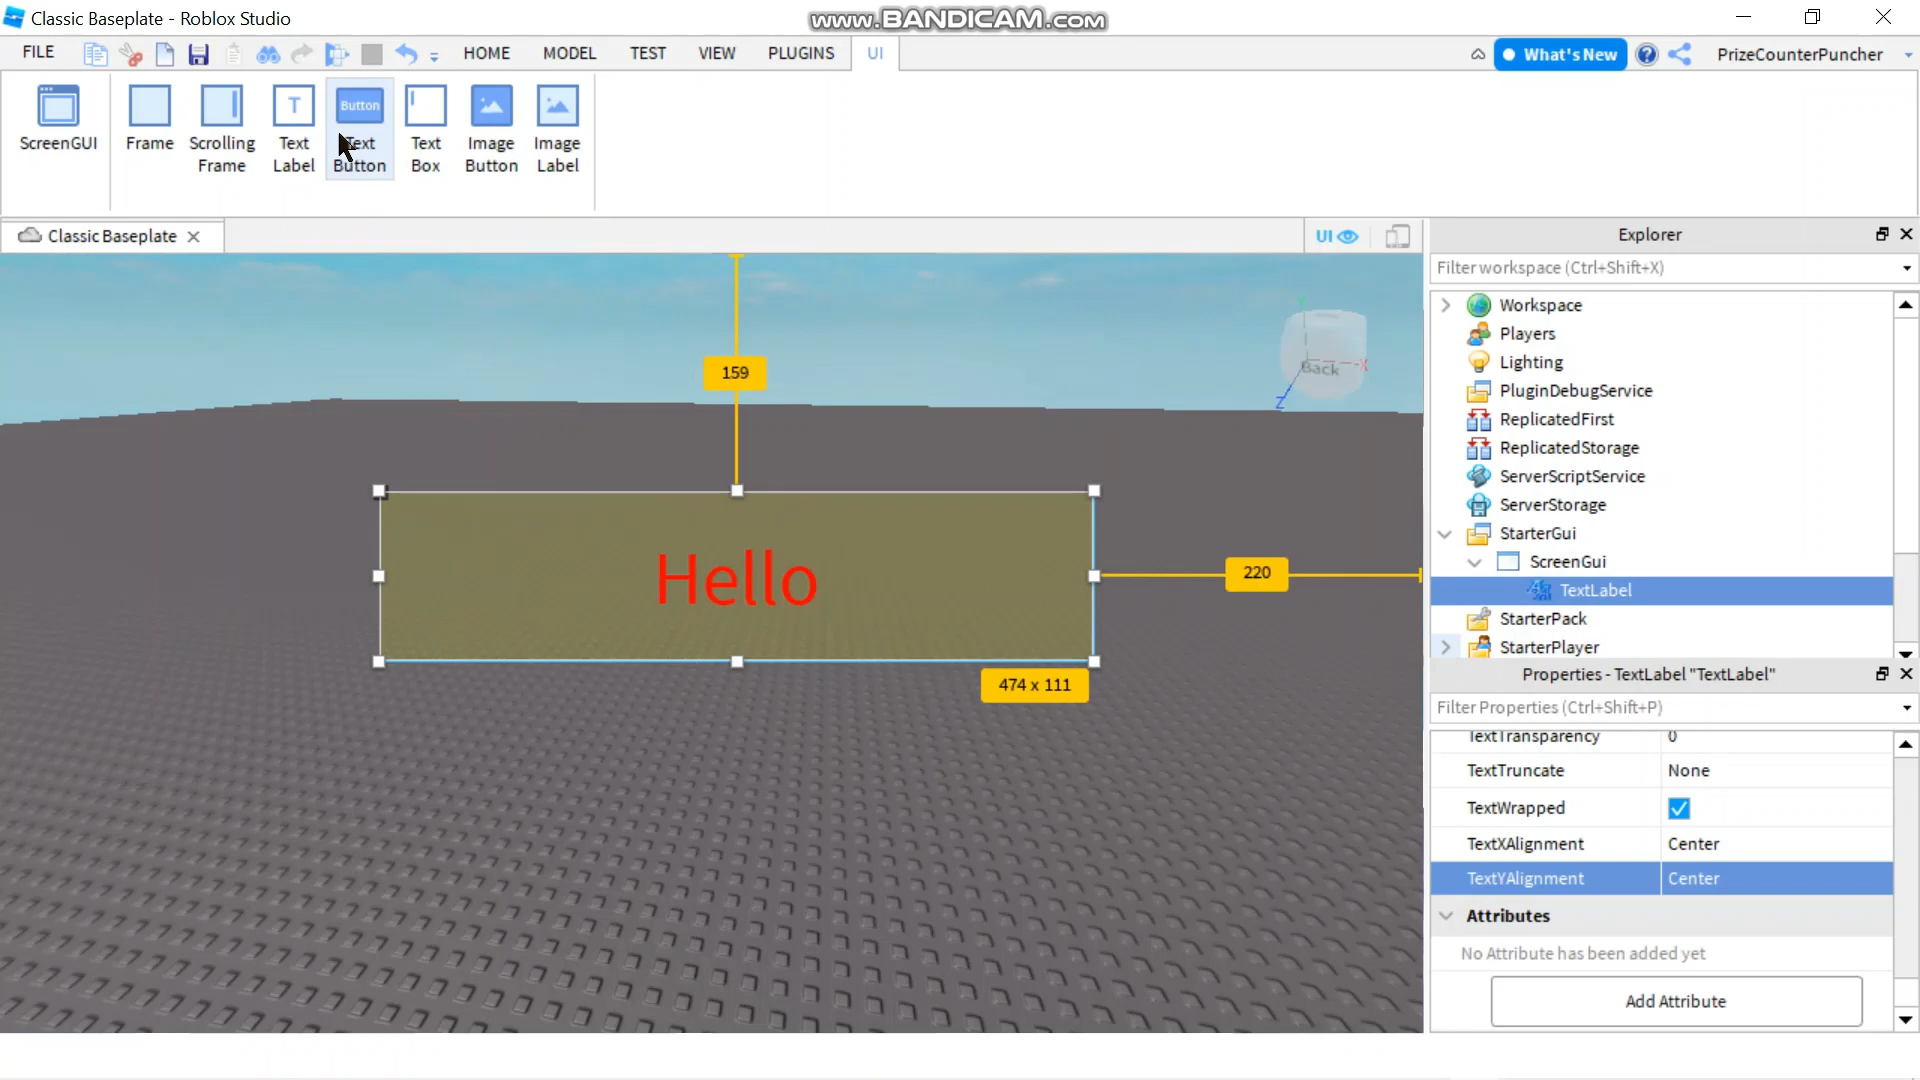 Classic Baseplate - Roblox Studio
www.BANDICAM.com
FILE
HOME
MODEL
TEST
VIEW
PLUGINS
UI
What's New
PrizeCounterPuncher
ScreenGUI
Frame
Scrolling
Frame
T
Text
Label
Button
Text
Button
Text
Box
Image
Button
Image
Label
Classic Baseplate
UI
Explorer
Filter workspace (Ctrl+Shift+X)
Workspace
Players
Lighting
PluginDebugService
ReplicatedFirst
ReplicatedStorage
ServerScriptService
ServerStorage
StarterGui
ScreenGui
TextLabel
StarterPack
StarterPlayer
159
Back
X
Z
Hello
220
474 x 111
Properties - TextLabel "TextLabel"
Filter Properties (Ctrl+Shift+P)
TextTransparency 0
TextTruncate None
TextWrapped
TextXAlignment Center
TextYAlignment Center
Attributes
No Attribute has been added yet
Add Attribute